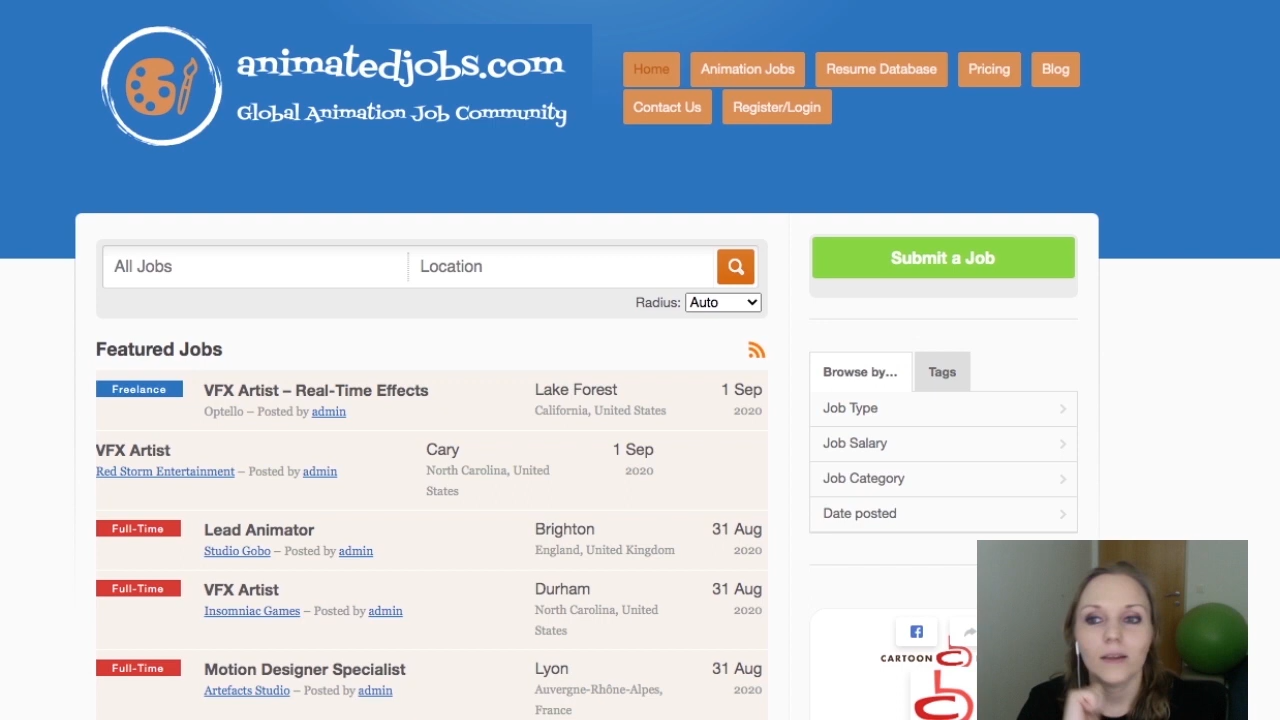 animatedjobs.com
Global Animation Job Community
Home
Animation Jobs
Resume Database
Pricing
Blog
Contact Us
Register/Login
All Jobs
Location
Radius: Auto
Featured Jobs
Freelance
VFX Artist – Real-Time Effects
Lake Forest
1 Sep
Optello – Posted by admin
California, United States
2020
VFX Artist
Cary
1 Sep
Red Storm Entertainment – Posted by admin
North Carolina, United
States
2020
Full-Time
Lead Animator
Brighton
31 Aug
Studio Gobo – Posted by admin
England, United Kingdom
2020
Full-Time
VFX Artist
Durham
31 Aug
Insomniac Games – Posted by admin
North Carolina, United
States
2020
Full-Time
Motion Designer Specialist
Lyon
31 Aug
Artefacts Studio – Posted by admin
Auvergne-Rhône-Alpes,
France
2020
Submit a Job
Browse by...
Tags
Job Type
Job Salary
Job Category
Date posted
CARTOON